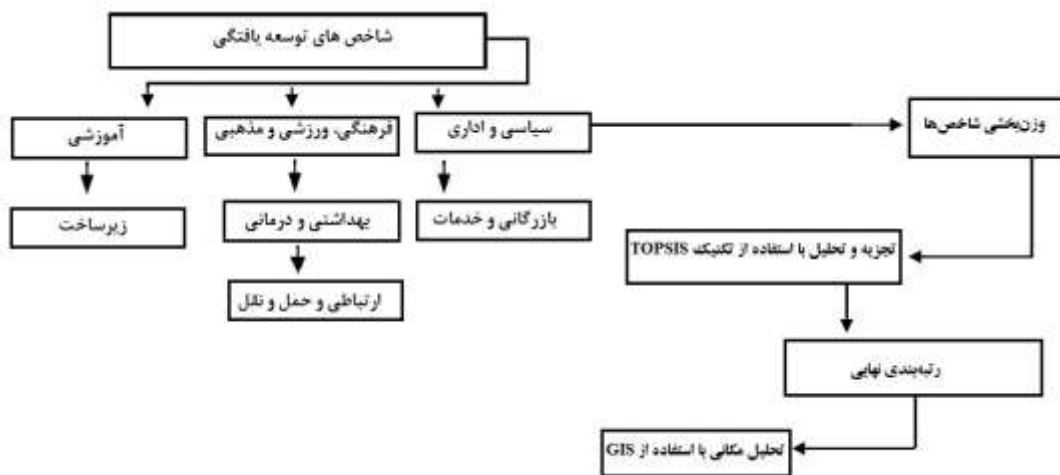 شاخص های توسعه یافتگی
سیاسی و اداری
فرهنگی، ورزشی و مذهبی
آموزشی
بازرگانی و خدمات
بهداشتی و درمانی
زیرساخت
ارتباطی و حمل و نقل
وزن‌بخشی شاخص‌ها
تجزیه و تحلیل با استفاده از تکنیک TOPSIS
رتبه‌بندی نهایی
تحلیل مکانی با استفاده از GIS